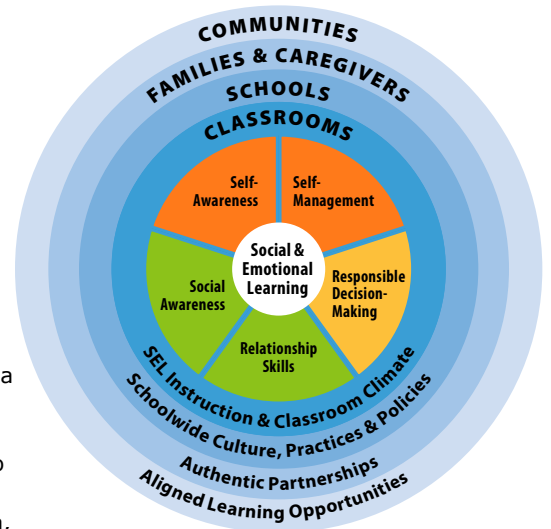 COMMUNITIES
FAMILIES & CAREGIVERS
SCHOOLS
CLASSROOMS
Self-
Awareness
Self-
Management
Social &
Emotional
Learning
Social
Awareness
Responsible
Decision-
Making
Relationship
Skills
SEL Instruction & Classroom Climate
Schoolwide Culture, Practices & Policies
Authentic Partnerships
Aligned Learning Opportunities
a